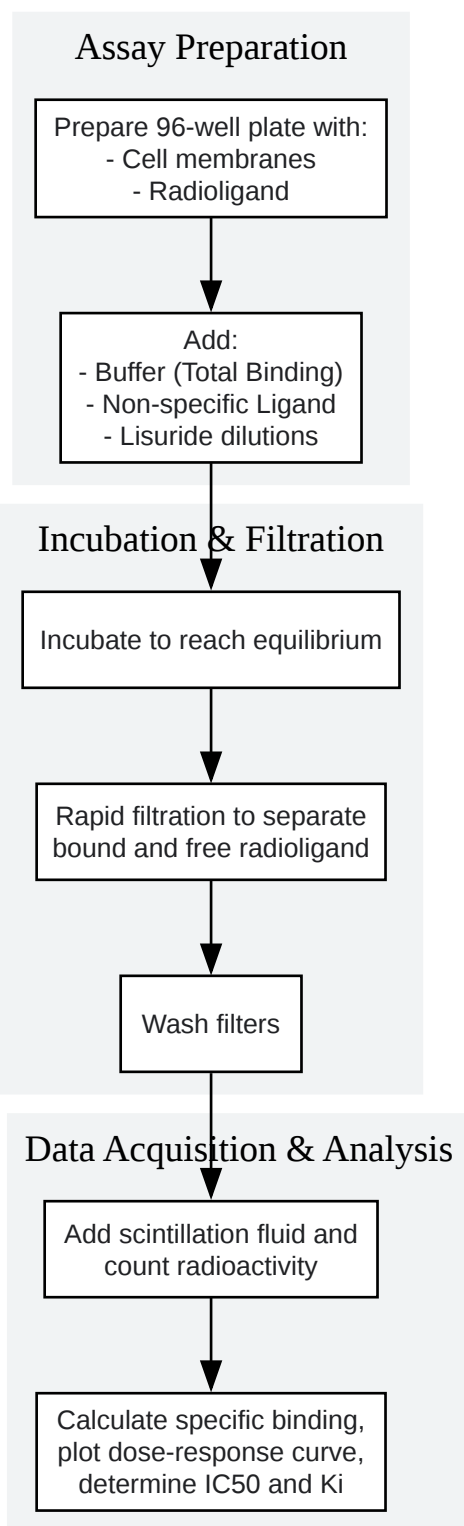 Assay Preparation
Prepare 96-well plate with:
- Cell membranes
- Radioligand
Add:
- Buffer (Total Binding)
- Non-specific Ligand
- Lisuride dilutions
Incubation & Filtration
Incubate to reach equilibrium
Rapid filtration to separate
bound and free radioligand
Wash filters
Data Acquisition & Analysis
Add scintillation fluid and
count radioactivity
Calculate specific binding,
plot dose-response curve,
determine IC50 and Ki